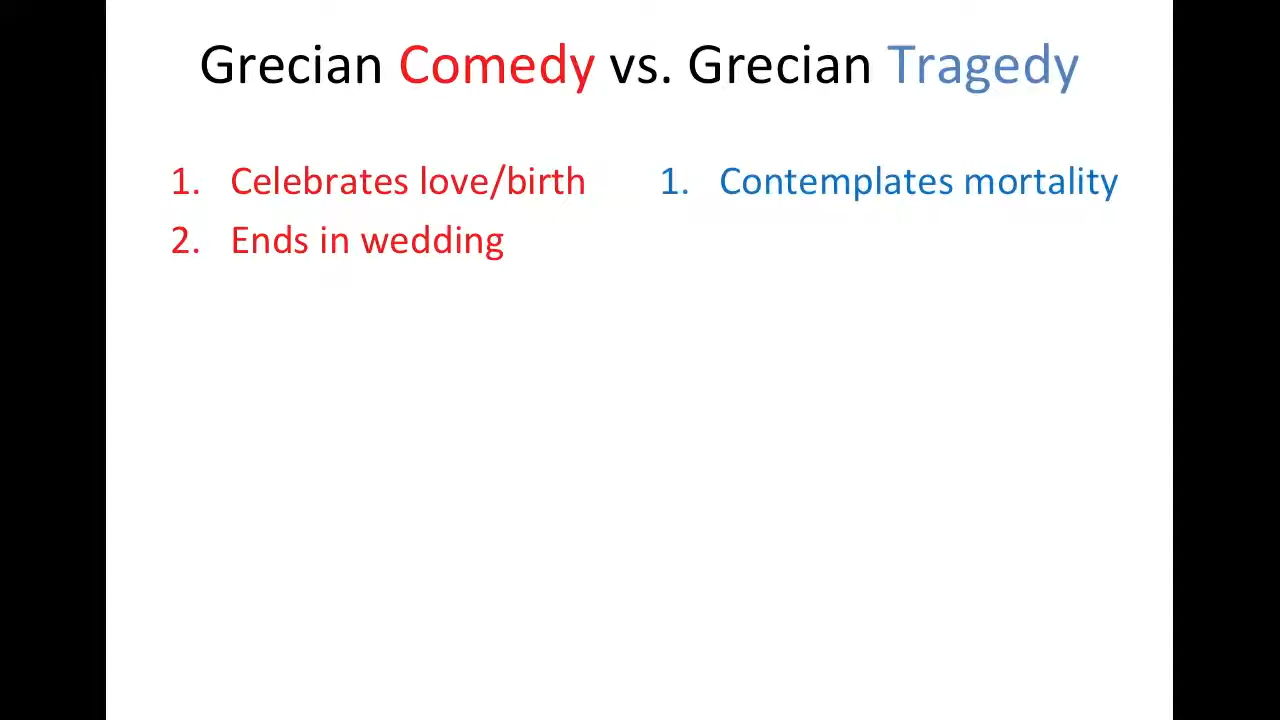 Grecian Comedy vs. Grecian Tragedy
1. Celebrates love/birth
2. Ends in wedding
1. Contemplates mortality